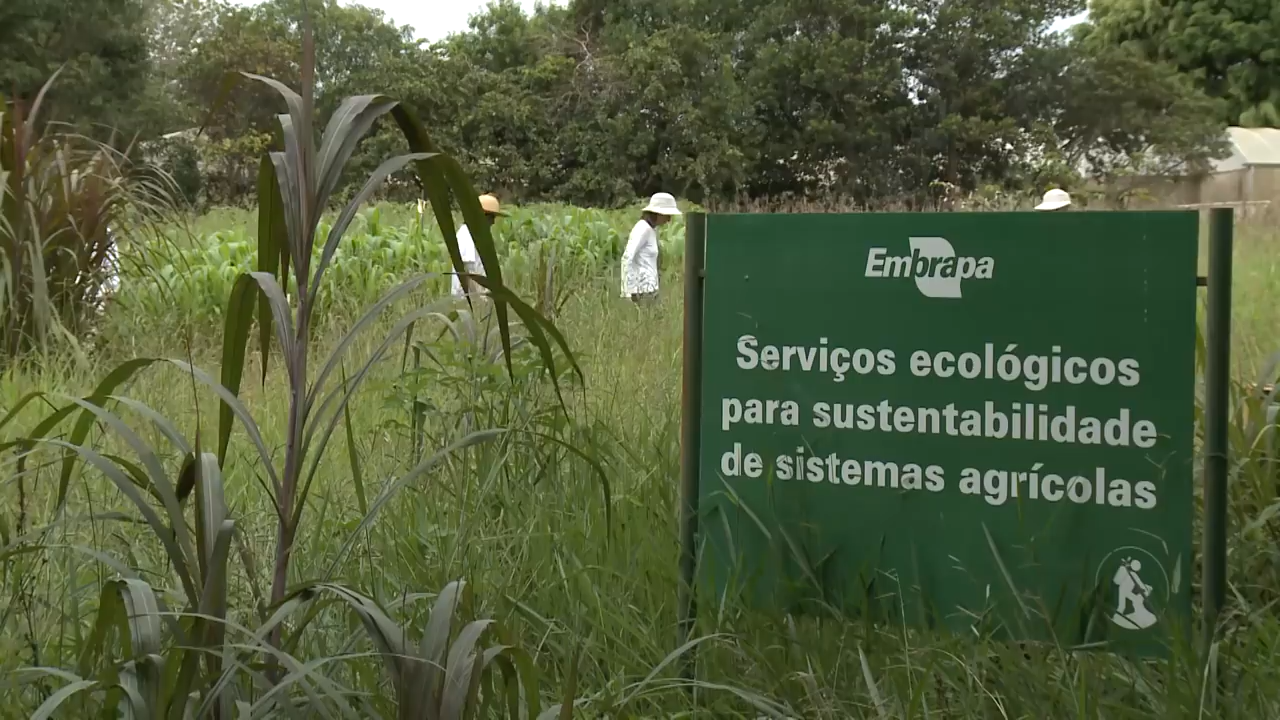 Embrapa
Serviços ecológicos
para sustentabilidade
de sistemas agrícolas